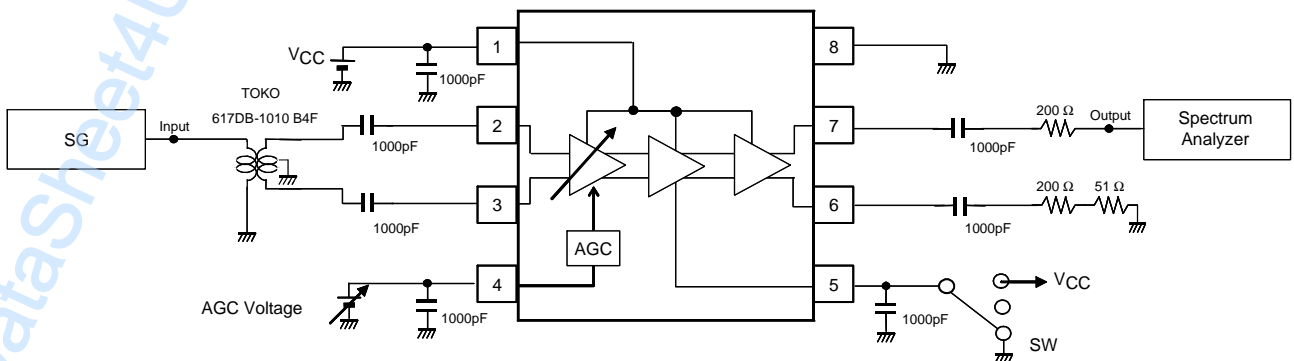 VCC
1000pF
1
8
TOKO
617DB-1010 B4F
SG
Input
1000pF
2
7
1000pF
200 Ω
Output
Spectrum
Analyzer
1000pF
3
6
1000pF
200 Ω
51 Ω
AGC
AGC Voltage
1000pF
4
5
1000pF
VCC
SW
DataSheet4U